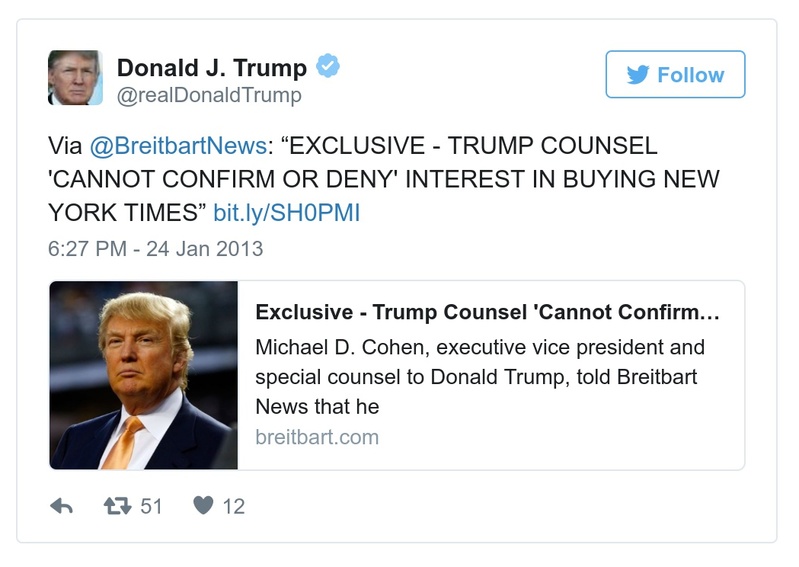 Donald J. Trump
@realDonaldTrump
Follow
Via @BreitbartNews: “EXCLUSIVE - TRUMP COUNSEL
'CANNOT CONFIRM OR DENY' INTEREST IN BUYING NEW
YORK TIMES” bit.ly/SH0PMI
6:27 PM - 24 Jan 2013
Exclusive - Trump Counsel 'Cannot Confirm...
Michael D. Cohen, executive vice president and
special counsel to Donald Trump, told Breitbart
News that he
breitbart.com
51 12